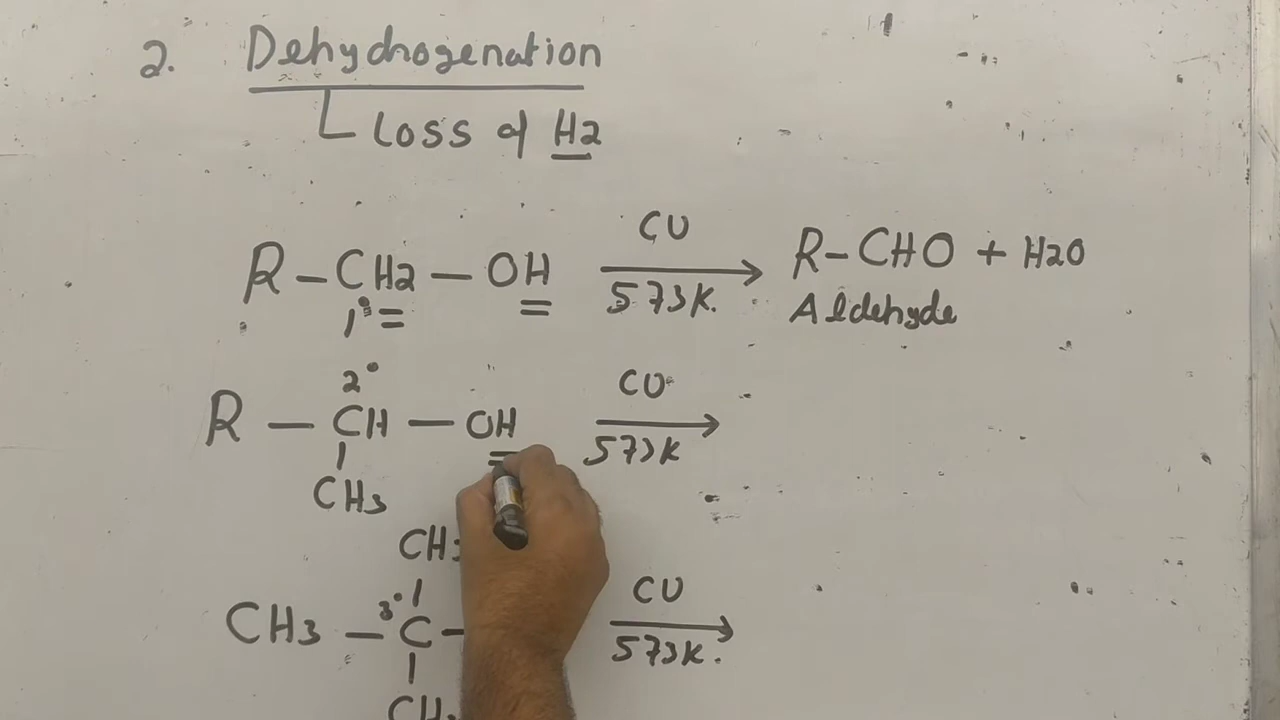 2. Dehydrogenation
Loss of H2
CU
R-CH2-OH 573K. R-CHO + H2O
1° Aldehyde
2° CU
R-CH-OH 573K
CH3
CH
3° CU
CH3-C- 573K.